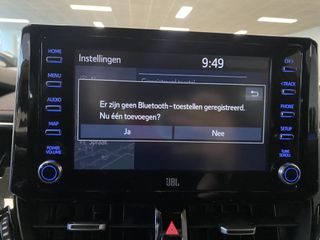 Instellingen
9:49
Er zijn geen Bluetooth-toestellen geregistreerd.
Nu één toevoegen?
Ja
Nee
HOME
MENU
AUDIO
MAP
POWER
VOLUME
TRACK
PHONE
SETUP
TUNE
SCROLL
JBL